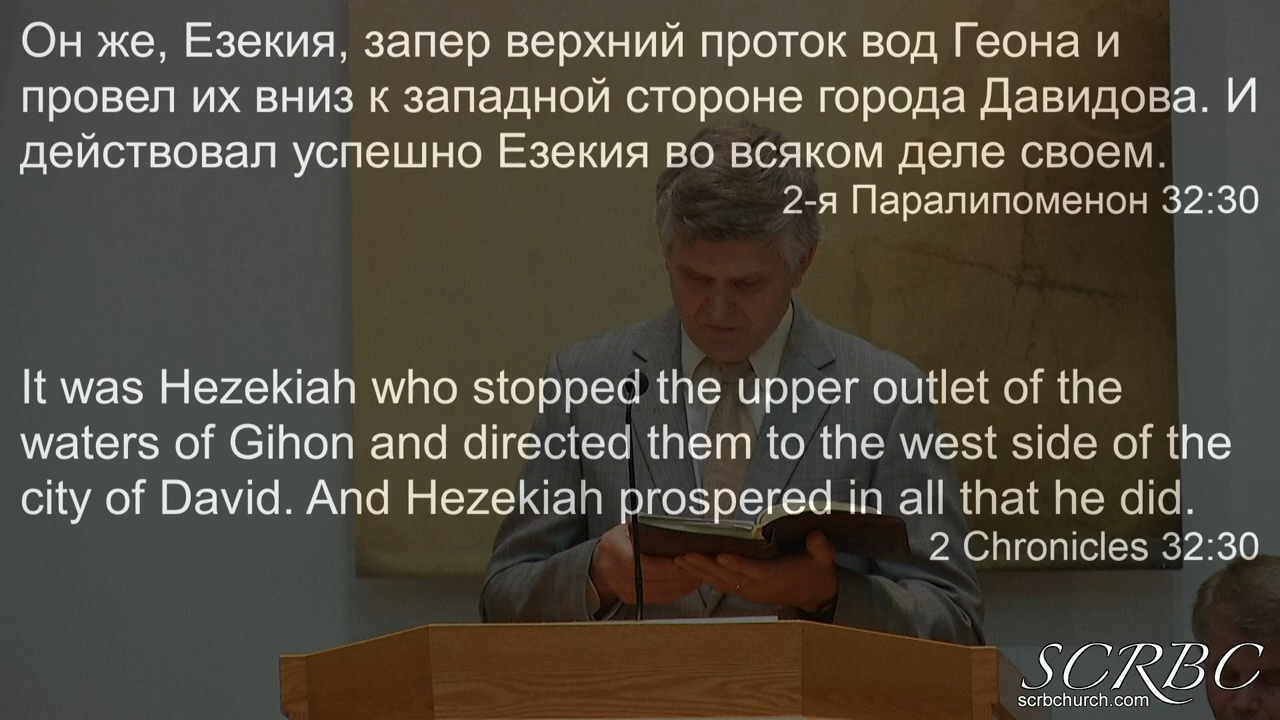 Он же, Езекия, запер верхний проток вод Геона и
провел их вниз к западной стороне города Давидова. И
действовал успешно Езекия во всяком деле своем.
2-я Паралипоменон 32:30
It was Hezekiah who stopped the upper outlet of the
waters of Gihon and directed them to the west side of the
city of David. And Hezekiah prospered in all that he did.
2 Chronicles 32:30
SCRBC
scrbchurch.com